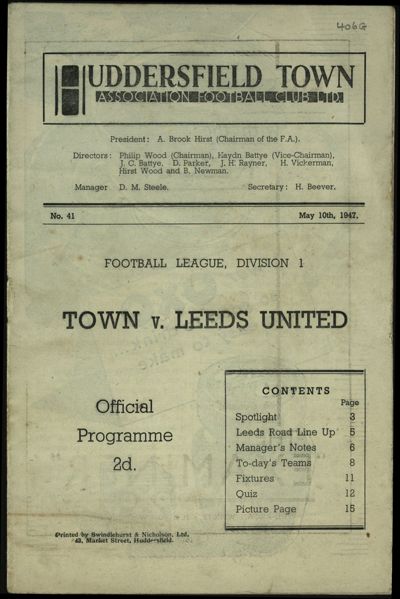 406G
HUDDERSFIELD TOWN
ASSOCIATION FOOTBALL CLUB LTD.
President: A. Brook Hirst (Chairman of the F.A.).
Directors: Philip Wood (Chairman), Haydn Battye (Vice-Chairman),
J. C. Battye, D. Parker, J. H. Rayner, H. Vickerman,
Hirst Wood and B. Newman.
Manager D. M. Steele. Secretary: H. Beever.
No. 41 May 10th, 1947.
FOOTBALL LEAGUE, DIVISION 1
TOWN v. LEEDS UNITED
Official
Programme
2d.
CONTENTS
Page
Spotlight 3
Leeds Road Line Up 5
Manager's Notes 6
To-day's Teams 8
Fixtures 11
Quiz 12
Picture Page 15
Printed by Swindlehurst & Nicholson, Ltd.
43, Market Street, Huddersfield.